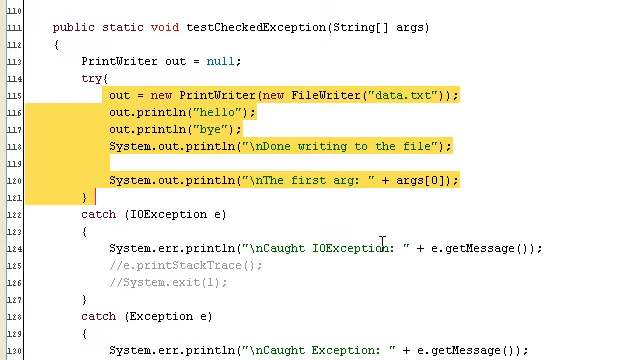 110
111 public static void testCheckedException(String[] args)
112 {
113 PrintWriter out = null;
114 try{
115 out = new PrintWriter(new FileWriter("data.txt"));
116 out.println("hello");
117 out.println("bye");
118 System.out.println("\nDone writing to the file");
119
120 System.out.println("\nThe first arg: " + args[0]);
121 }
122 catch (IOException e)
123 {
124 System.err.println("\nCaught IOException: " + e.getMessage());
125 //e.printStackTrace();
126 //System.exit(1);
127 }
128 catch (Exception e)
129 {
130 System.err.println("\nCaught Exception: " + e.getMessage());